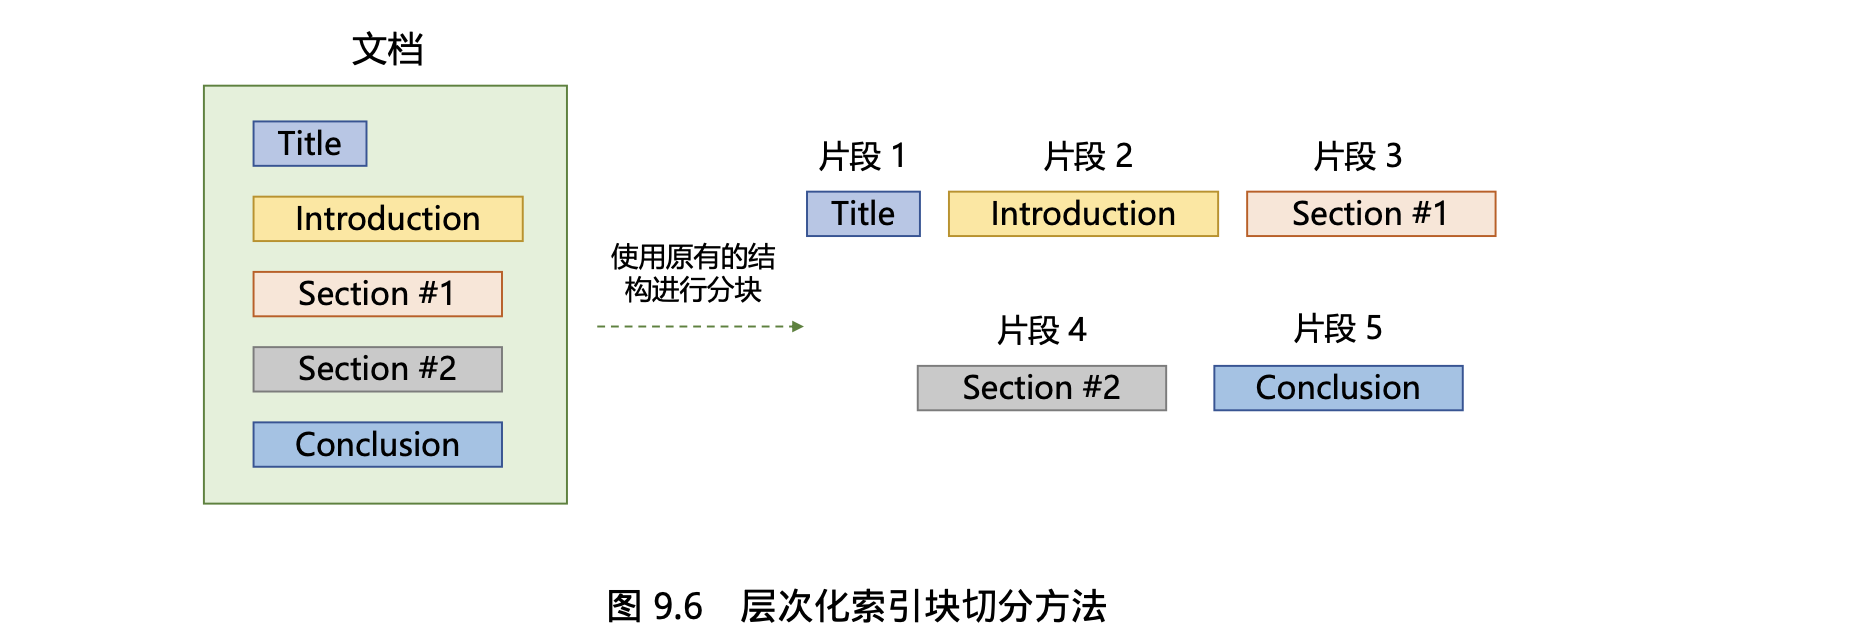 文档
Title
Introduction
Section #1
Section #2
Conclusion
使用原有的结
构进行分块
片段 1
片段 2
片段 3
Title
Introduction
Section #1
片段 4
片段 5
Section #2
Conclusion
图 9.6 层次化索引块切分方法